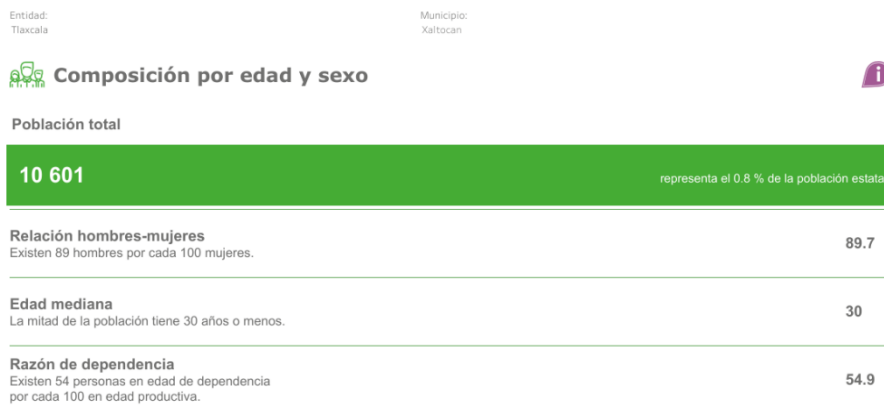 Entidad: Municipio:
Tlaxcala Xaltocan
Composición por edad y sexo
i
Población total
10 601 representa el 0.8 % de la población estata
Relación hombres-mujeres
Existen 89 hombres por cada 100 mujeres.
89.7
Edad mediana
La mitad de la población tiene 30 años o menos.
30
Razón de dependencia
Existen 54 personas en edad de dependencia
por cada 100 en edad productiva.
54.9